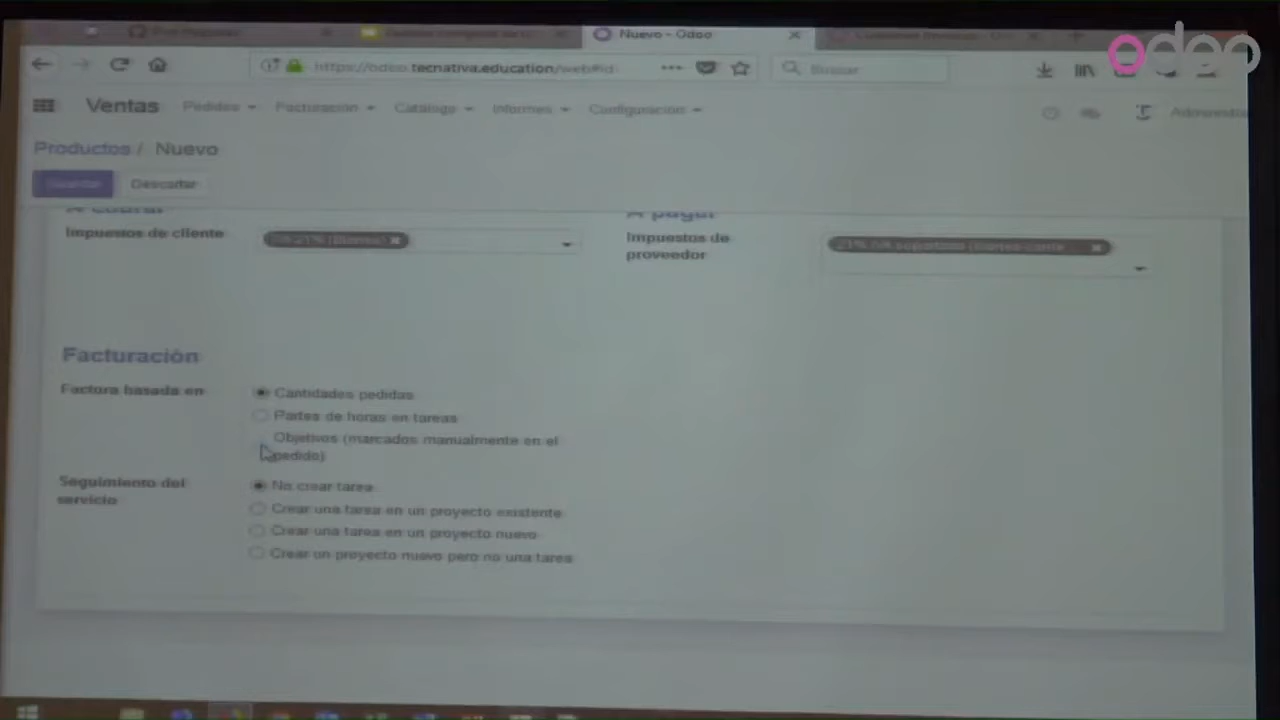 odoo
Nuevo - Odoo
https://odoo.tecnativa.education/web#id
Buscar
Ventas Pedidos Facturación Catálogo Informes Configuración
Productos / Nuevo
Guardar Descartar
A cobrar
A pagar
Impuestos de cliente
Impuestos de
proveedor
Facturación
Factura basada en
Cantidades pedidas
Partes de horas en tareas
Objetivos (marcados manualmente en el
pedido)
Seguimiento del
servicio
No crear tarea
Crear una tarea en un proyecto existente
Crear una tarea en un proyecto nuevo
Crear un proyecto nuevo pero no una tarea